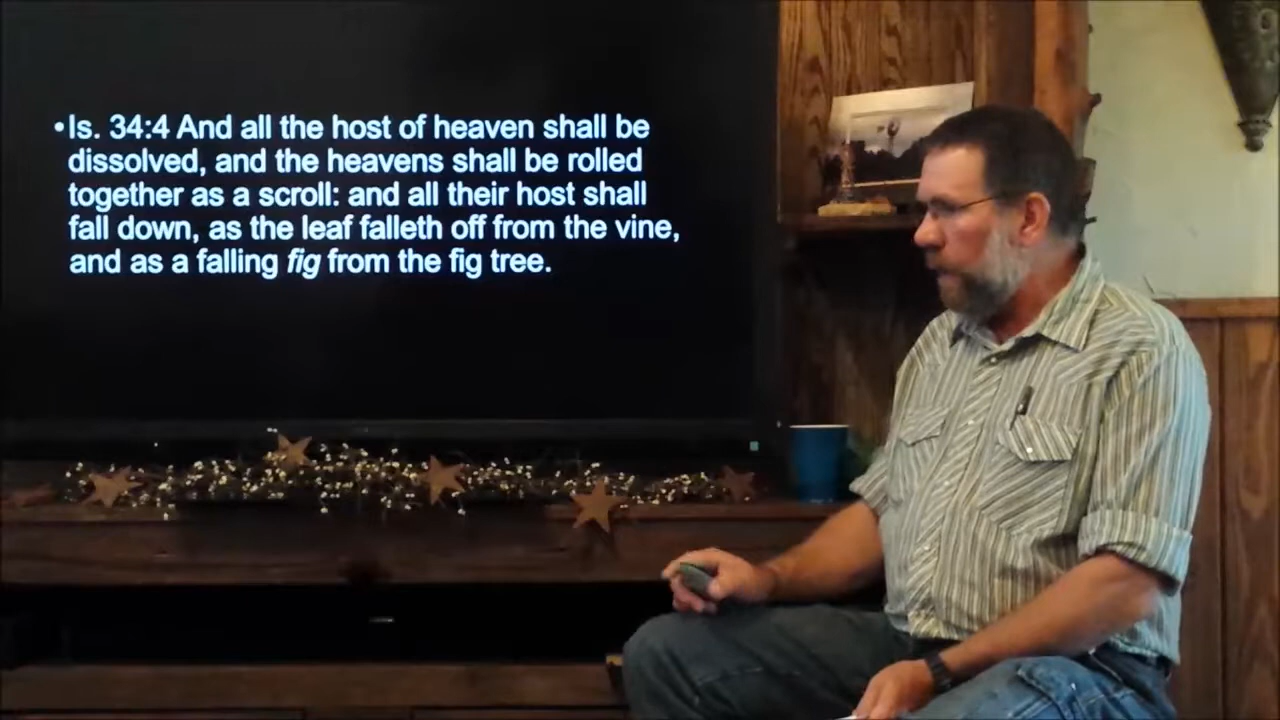 •Is. 34:4 And all the host of heaven shall be
dissolved, and the heavens shall be rolled
together as a scroll: and all their host shall
fall down, as the leaf falleth off from the vine,
and as a falling fig from the fig tree.